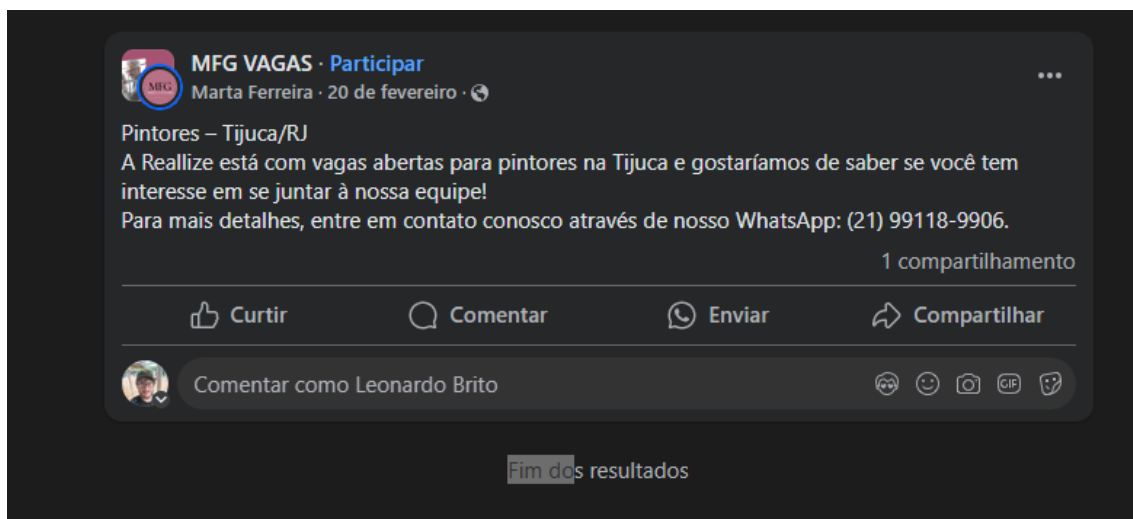 MFG VAGAS · Participar
MFG
Marta Ferreira · 20 de fevereiro ·
Pintores – Tijuca/RJ
A Reallize está com vagas abertas para pintores na Tijuca e gostaríamos de saber se você tem
interesse em se juntar à nossa equipe!
Para mais detalhes, entre em contato conosco através de nosso WhatsApp: (21) 99118-9906.
1 compartilhamento
Curtir
Comentar
Enviar
Compartilhar
Comentar como Leonardo Brito
GIF
Fim dos resultados